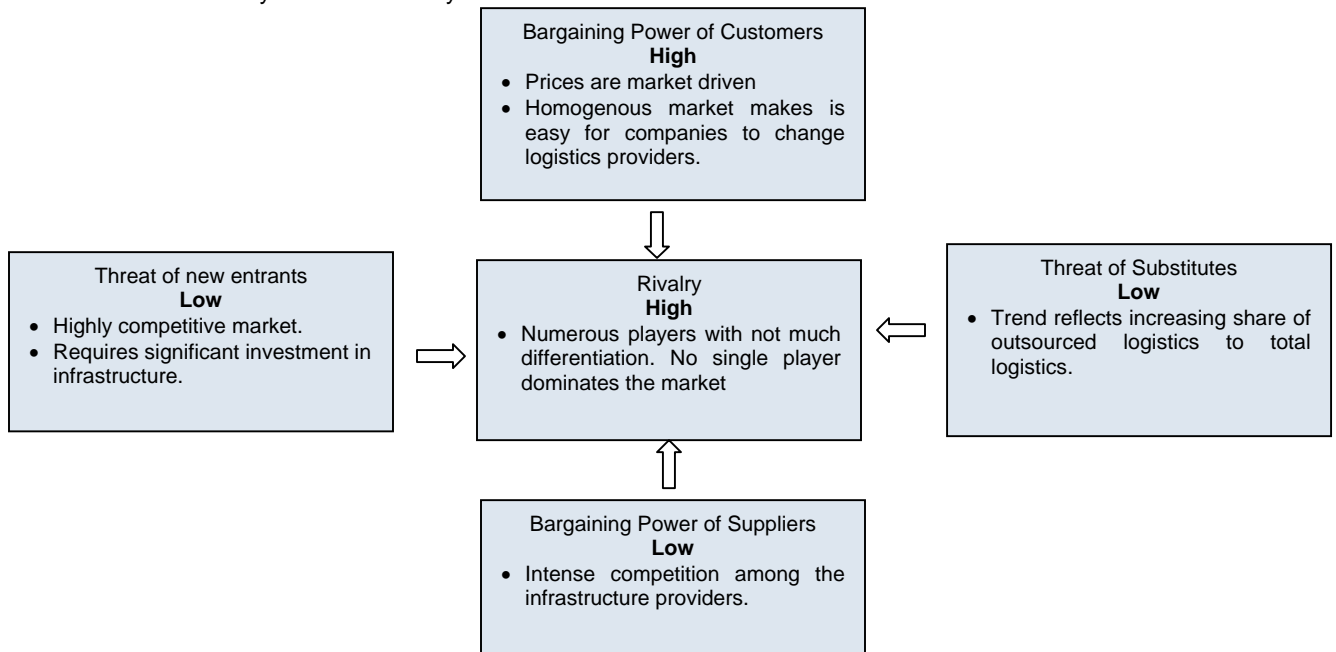 Bargaining Power of Customers
High
• Prices are market driven
• Homogenous market makes is
easy for companies to change
logistics providers.
Threat of new entrants
Low
• Highly competitive market.
• Requires significant investment in
infrastructure.
Rivalry
High
• Numerous players with not much
differentiation. No single player
dominates the market
Threat of Substitutes
Low
• Trend reflects increasing share of
outsourced logistics to total
logistics.
Bargaining Power of Suppliers
Low
• Intense competition among the
infrastructure providers.